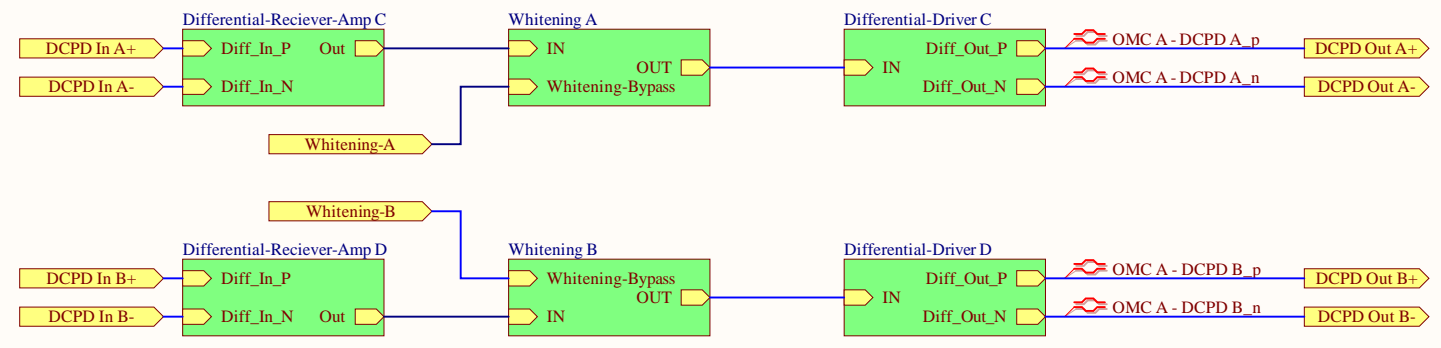 Differential-Reciever-Amp C
Whitening A
Differential-Driver C
DCPD In A+
Diff_In_P
Out
IN
Diff_Out_P
OMC A - DCPD A_p
DCPD Out A+
OUT
IN
DCPD In A-
Diff_In_N
Whitening-Bypass
Diff_Out_N
OMC A - DCPD A_n
DCPD Out A-
Whitening-A
Whitening-B
Differential-Reciever-Amp D
Whitening B
Differential-Driver D
DCPD In B+
Diff_In_P
Whitening-Bypass
Diff_Out_P
OMC A - DCPD B_p
DCPD Out B+
OUT
IN
DCPD In B-
Diff_In_N
Out
IN
Diff_Out_N
OMC A - DCPD B_n
DCPD Out B-